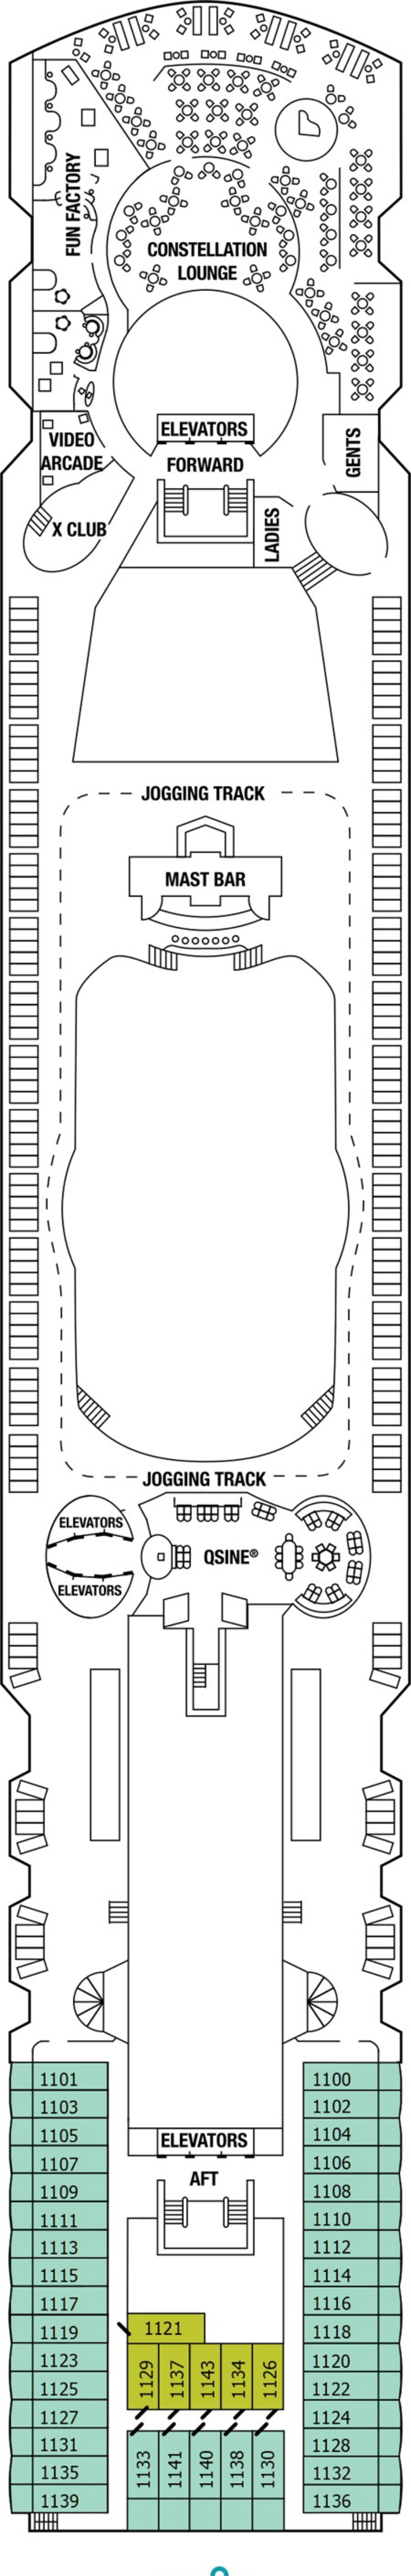 FUN FACTORY
CONSTELLATION
LOUNGE
ELEVATORS
FORWARD
VIDEO
ARCADE
GENTS
X CLUB
LADIES
JOGGING TRACK
MAST BAR
JOGGING TRACK
ELEVATORS
QSINE®
ELEVATORS
ELEVATORS
AFT
1101
1103
1105
1107
1109
1111
1113
1115
1117
1119
1123
1125
1127
1131
1135
1139
1121
1129
1137
1143
1134
1126
1133
1141
1140
1138
1130
1100
1102
1104
1106
1108
1110
1112
1114
1116
1118
1120
1122
1124
1128
1132
1136